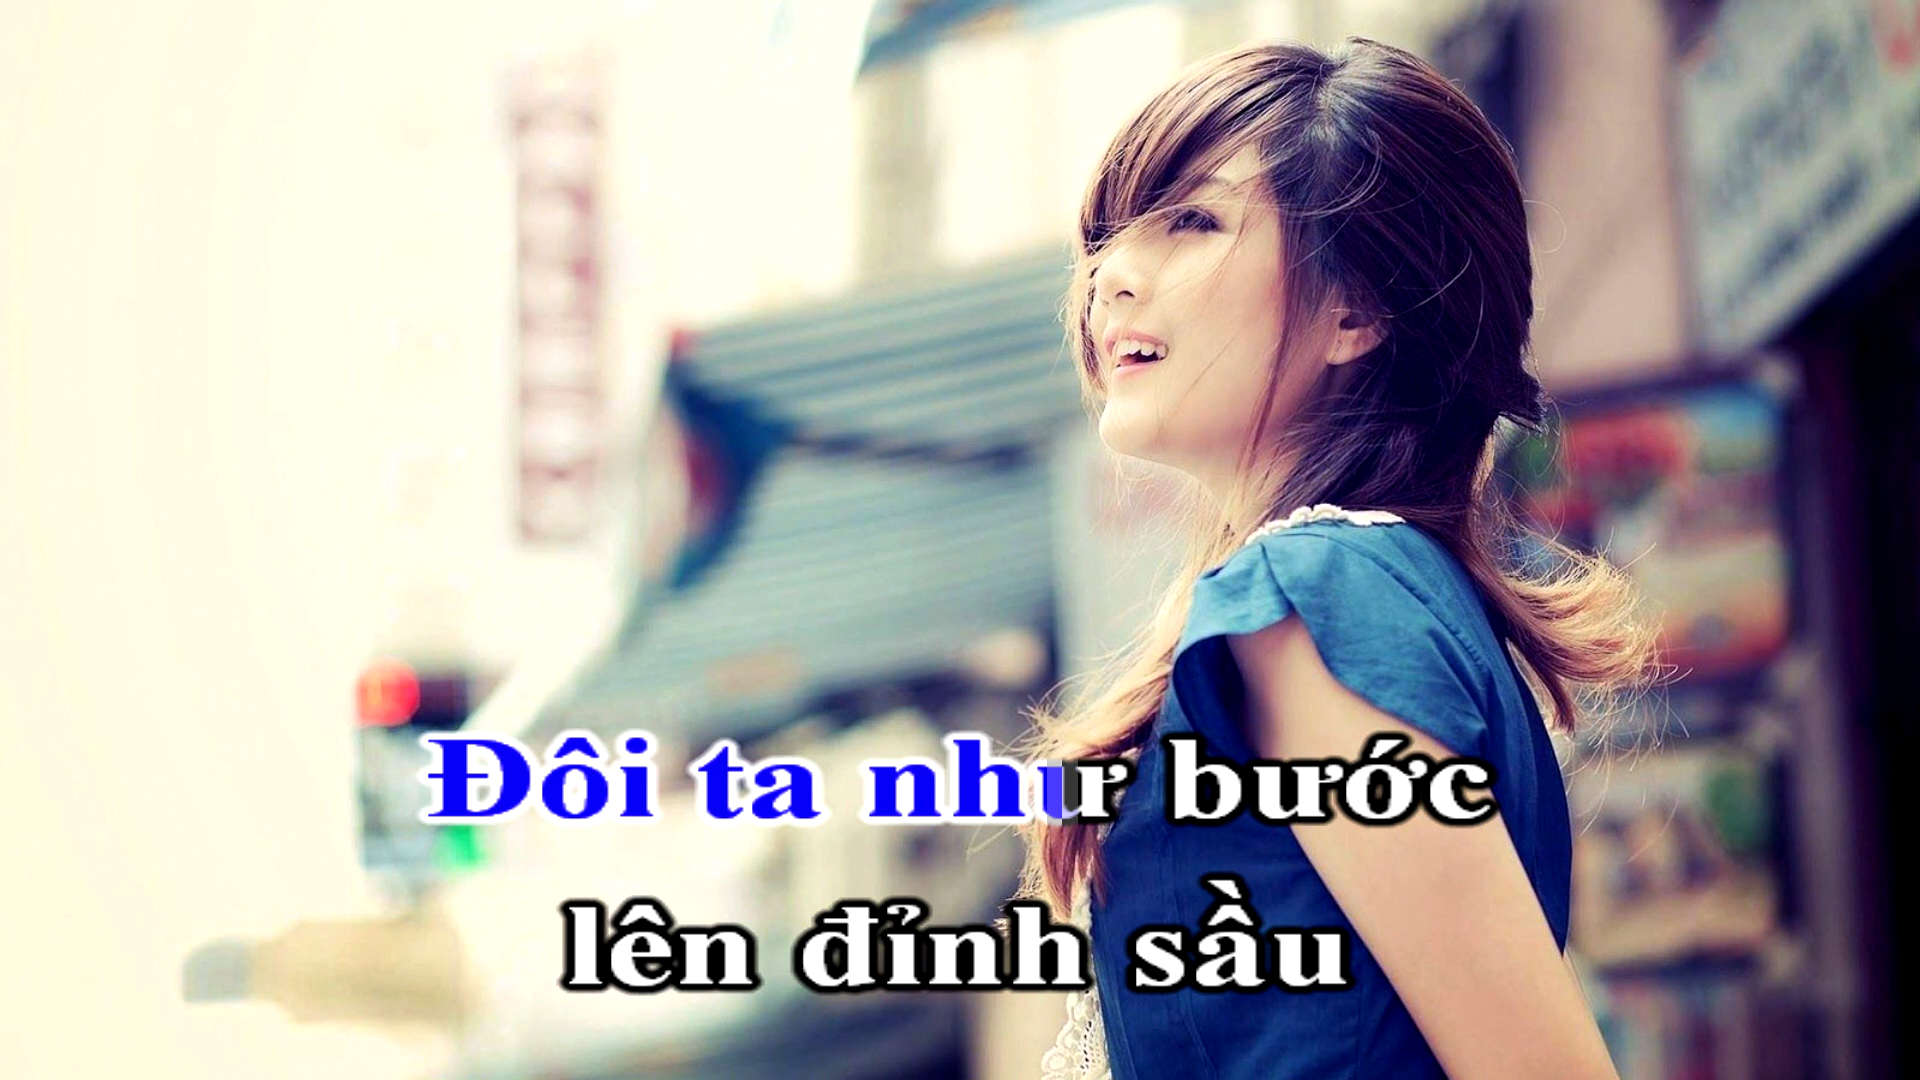 Đôi ta như bước
lên đỉnh sầu